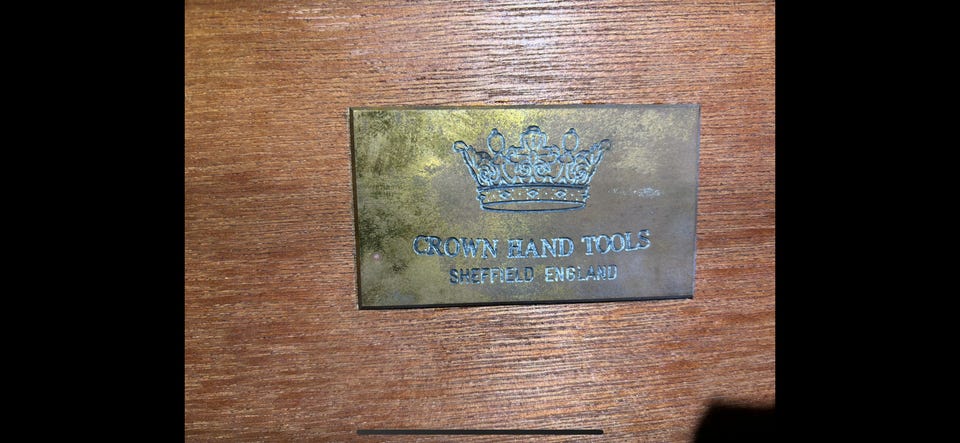 CROWN HAND TOOLS
SHEFFIELD ENGLAND